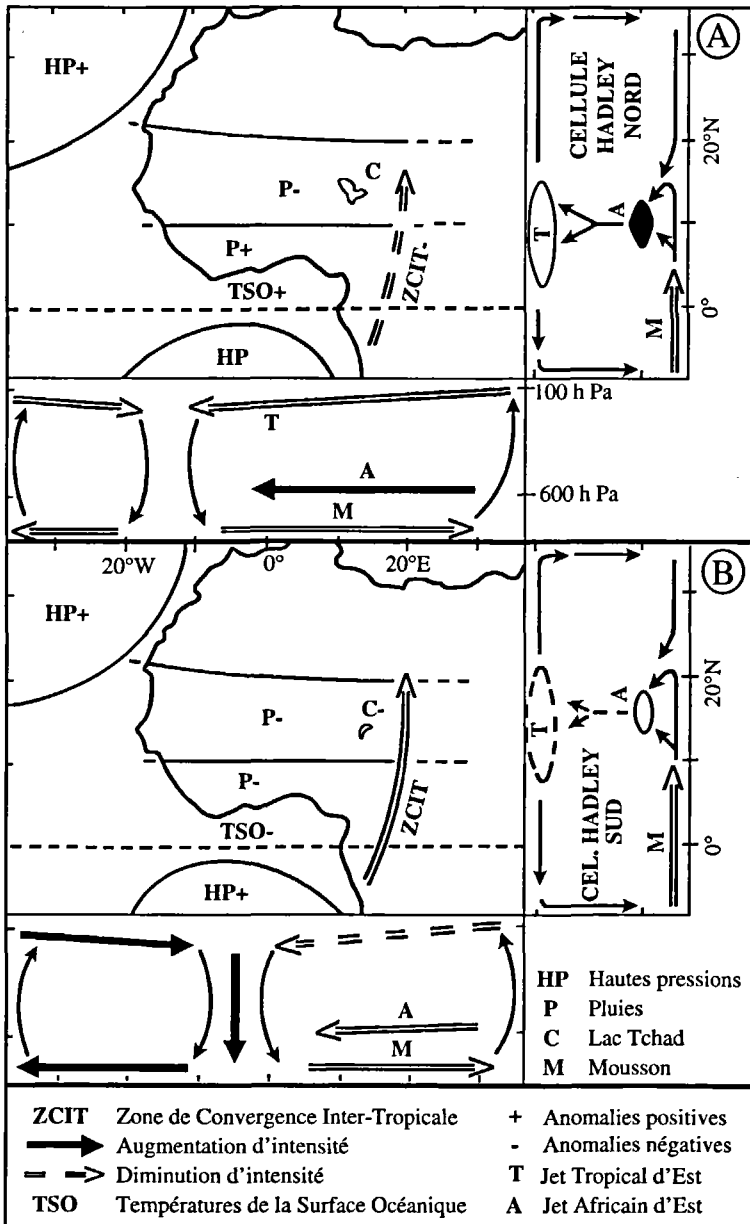 A
HP+
C
P-
P+
TSO+
ZCIT-
HP
CELLULE
HADLEY
NORD
T
A
M
20°N
0°
T
A
M
100 h Pa
600 h Pa
20°W
0°
20°E
B
HP+
C-
P-
P-
TSO-
ZCIT
HP+
T
A
CEL. HADLEY
SUD
M
20°N
0°
A
M
HP Hautes pressions
P Pluies
C Lac Tchad
M Mousson
ZCIT Zone de Convergence Inter-Tropicale
Augmentation d'intensité
Diminution d'intensité
TSO Températures de la Surface Océanique
+ Anomalies positives
- Anomalies négatives
T Jet Tropical d'Est
A Jet Africain d'Est